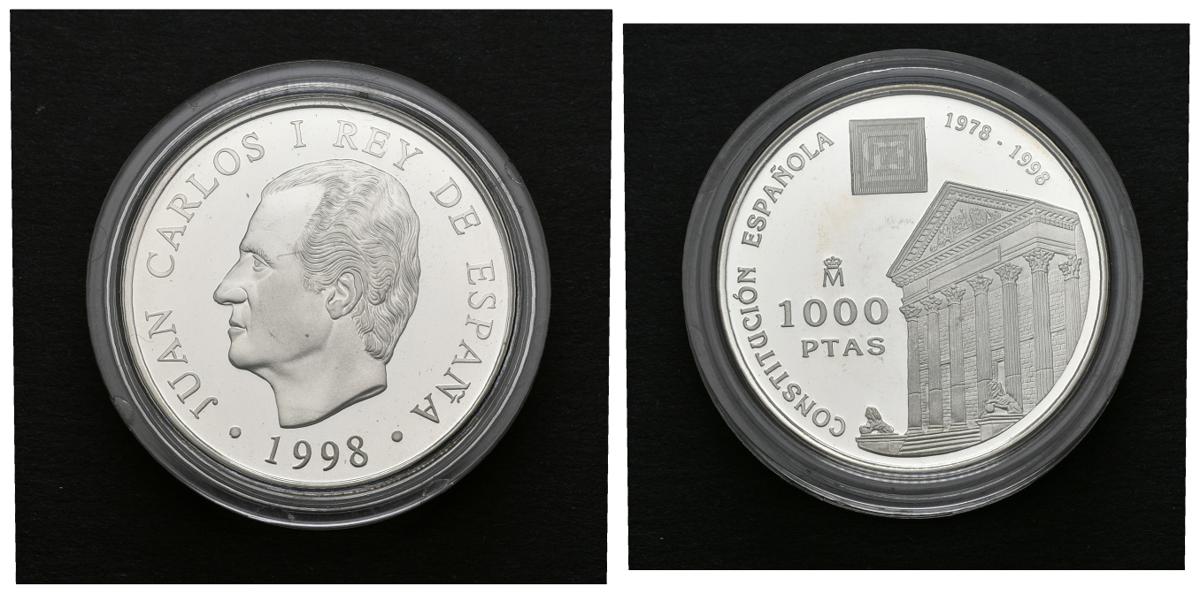 JUAN CARLOS I REY DE ESPAÑA
• 1998 •
CONSTITUCIÓN ESPAÑOLA
1978 - 1998
M
1000
PTAS